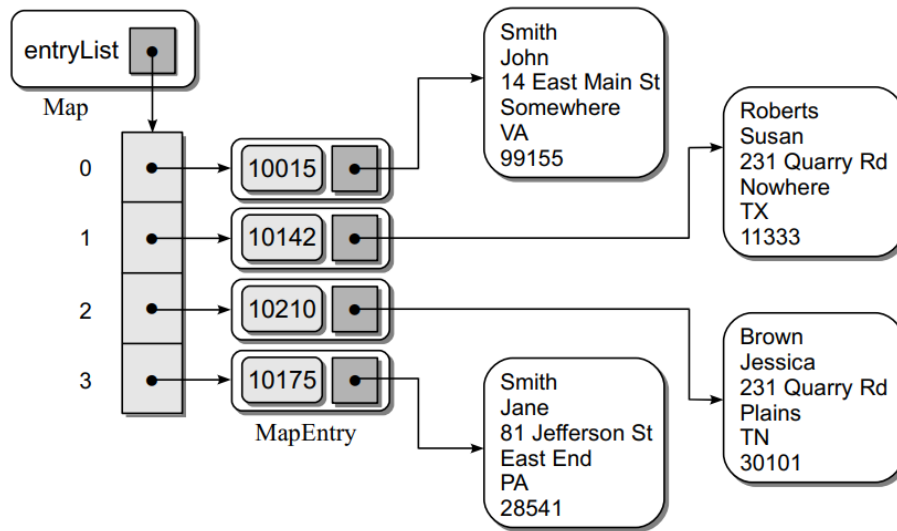 entryList
Map
0
10015
1
10142
2
10210
3
10175
MapEntry
Smith
John
14 East Main St
Somewhere
VA
99155
Roberts
Susan
231 Quarry Rd
Nowhere
TX
11333
Brown
Jessica
231 Quarry Rd
Plains
TN
30101
Smith
Jane
81 Jefferson St
East End
PA
28541